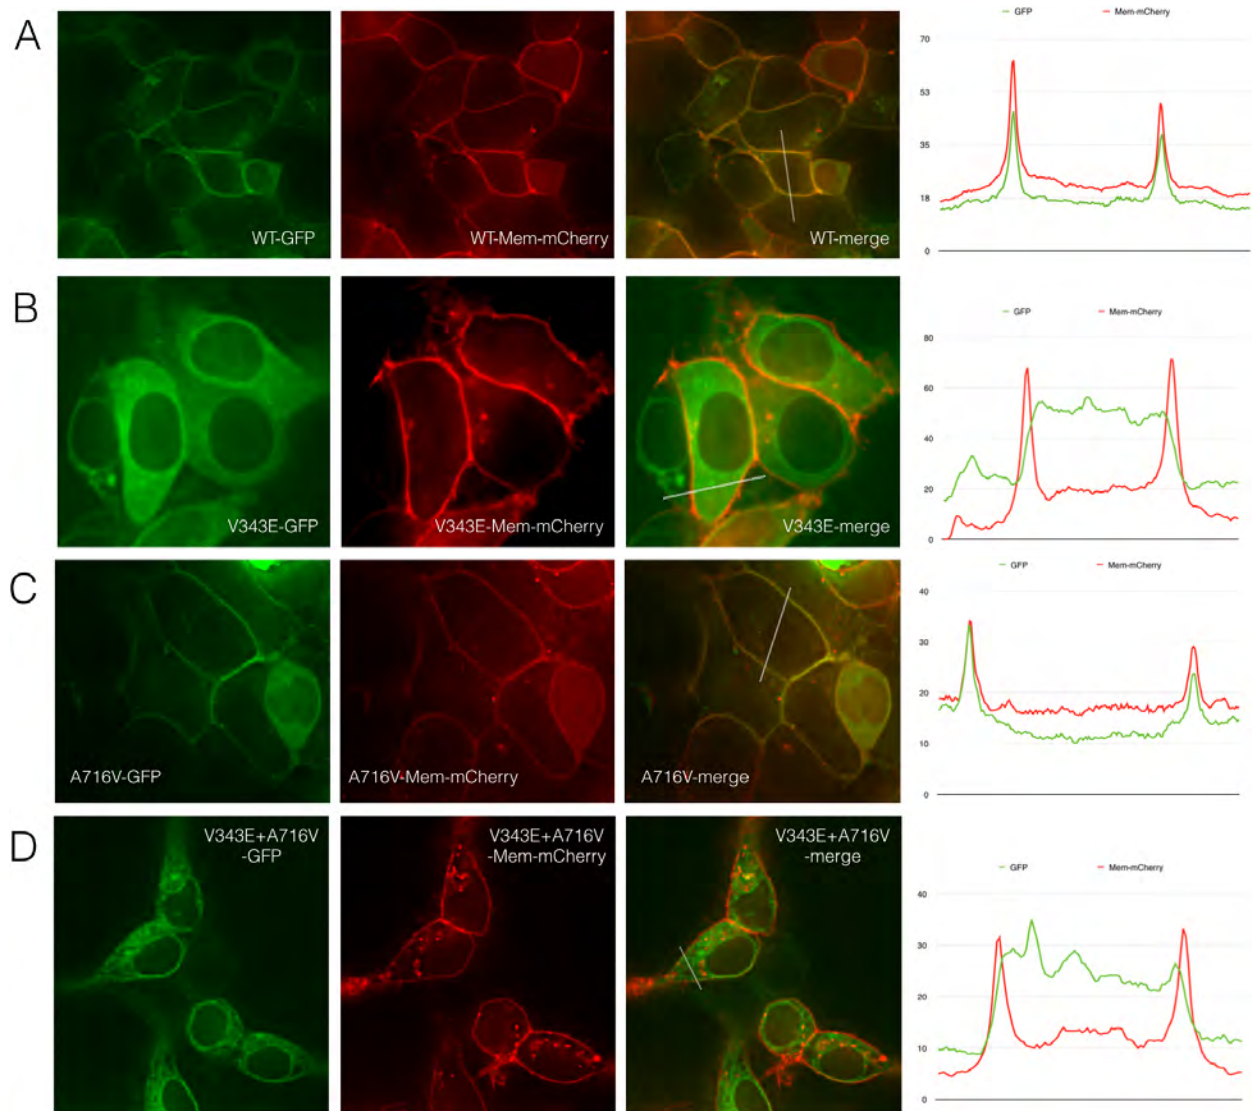 A
WT-GFP
WT-Mem-mCherry
WT-merge
GFP Mem-mCherry
70
53
35
18
0
B
V343E-GFP
V343E-Mem-mCherry
V343E-merge
GFP Mem-mCherry
80
60
40
20
0
C
A716V-GFP
A716V-Mem-mCherry
A716V-merge
GFP Mem-mCherry
40
30
20
10
0
D
V343E+A716V
-GFP
V343E+A716V
-Mem-mCherry
V343E+A716V
-merge
GFP Mem-mCherry
40
30
20
10
0